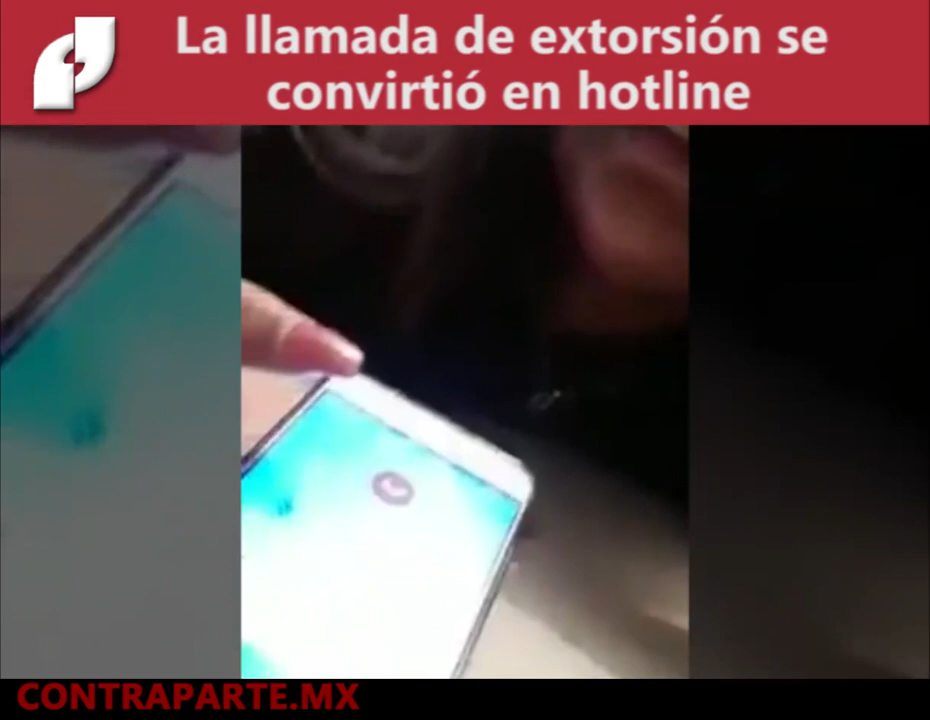 La llamada de extorsión se
convirtió en hotline
CONTRAPARTE.MX